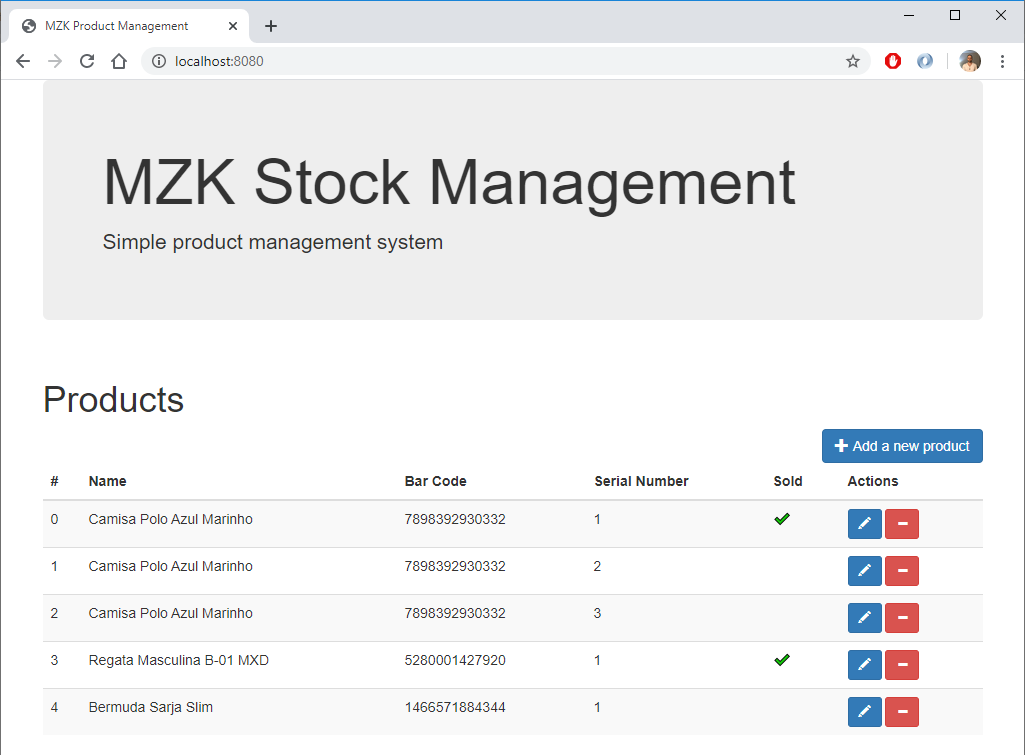 MZK Product Management
localhost:8080
MZK Stock Management
Simple product management system
Products
Add a new product
# Name Bar Code Serial Number Sold Actions
0 Camisa Polo Azul Marinho 7898392930332 1
1 Camisa Polo Azul Marinho 7898392930332 2
2 Camisa Polo Azul Marinho 7898392930332 3
3 Regata Masculina B-01 MXD 5280001427920 1
4 Bermuda Sarja Slim 1466571884344 1